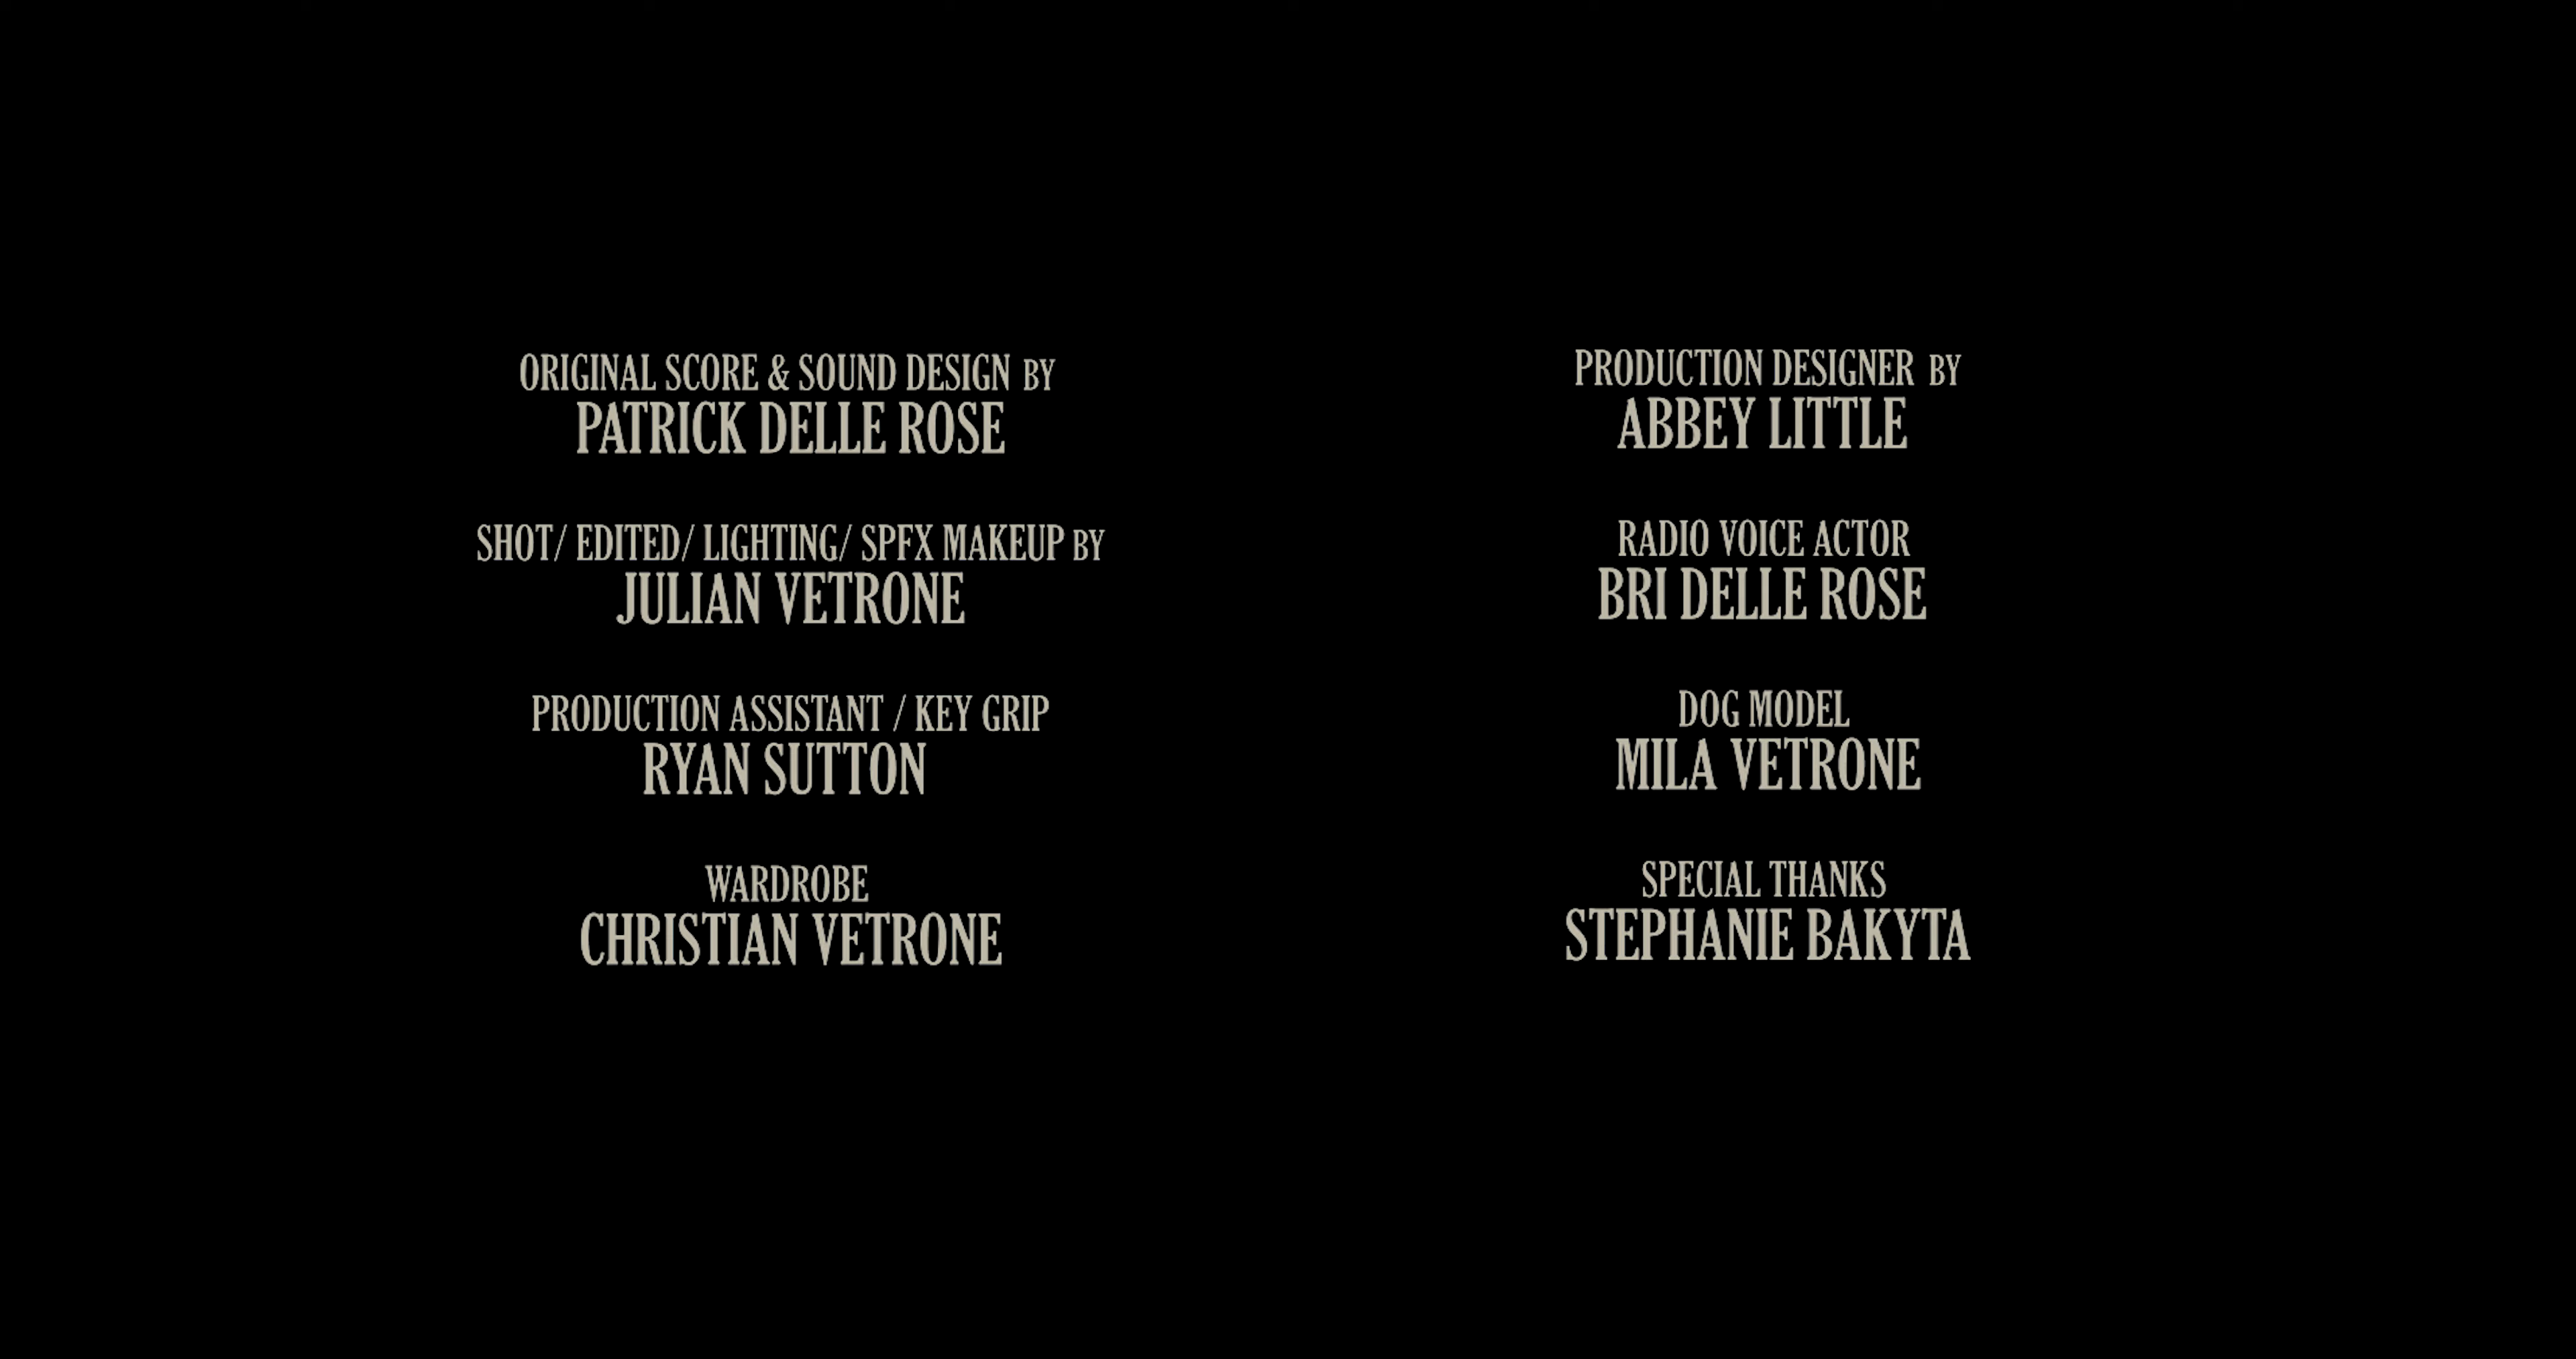 ORIGINAL SCORE & SOUND DESIGN BY
PATRICK DELLE ROSE
SHOT/ EDITED/ LIGHTING/ SPFX MAKEUP BY
JULIAN VETRONE
PRODUCTION ASSISTANT / KEY GRIP
RYAN SUTTON
WARDROBE
CHRISTIAN VETRONE
PRODUCTION DESIGNER BY
ABBEY LITTLE
RADIO VOICE ACTOR
BRI DELLE ROSE
DOG MODEL
MILA VETRONE
SPECIAL THANKS
STEPHANIE BAKYTA